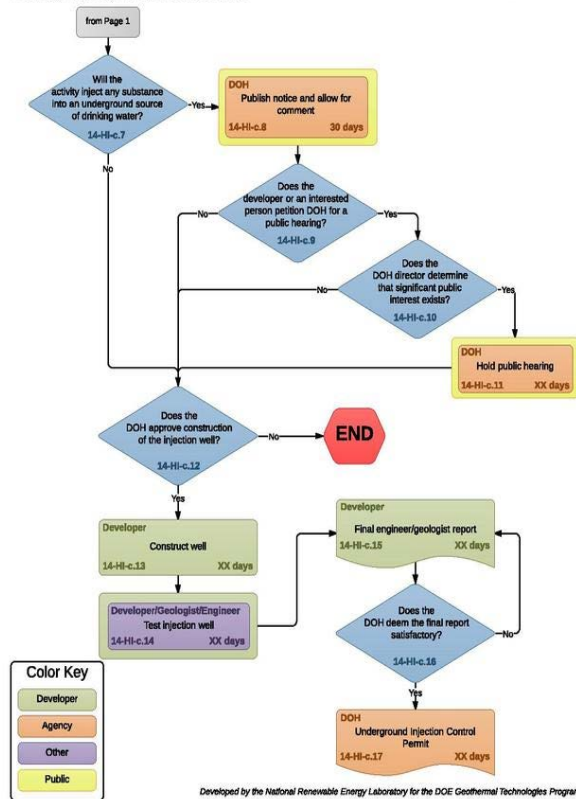 from Page 1
Will the
activity inject any substance
into an underground source
of drinking water?
14-HI-c.7
Yes
No
DOH
Publish notice and allow for
comment
14-HI-c.8 30 days
Does the
developer or an interested
person petition DOH for a
public hearing?
14-HI-c.9
No
Yes
Does the
DOH director determine
that significant public
interest exists?
14-HI-c.10
No
Yes
DOH
Hold public hearing
14-HI-c.11 XX days
Does the
DOH approve construction
of the injection well?
14-HI-c.12
No
END
Yes
Developer
Construct well
14-HI-c.13 XX days
Developer/Geologist/Engineer
Test injection well
14-HI-c.14 XX days
Developer
Final engineer/geologist report
14-HI-c.15 XX days
Does the
DOH deem the final report
satisfactory?
14-HI-c.16
No
Yes
DOH
Underground Injection Control
Permit
14-HI-c.17 XX days
Color Key
Developer
Agency
Other
Public
Developed by the National Renewable Energy Laboratory for the DOE Geothermal Technologies Program